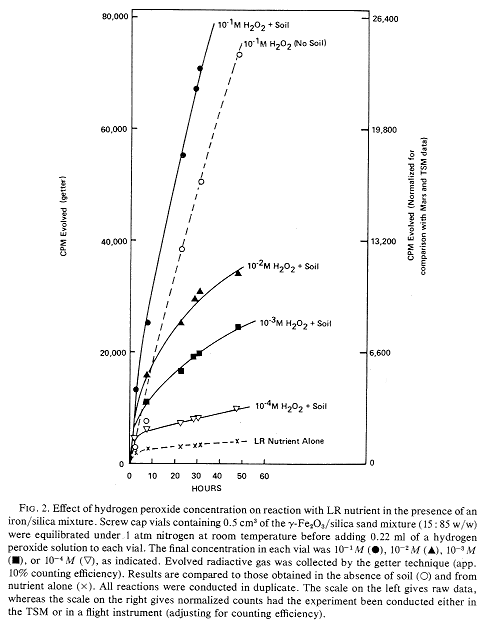 80,000
60,000
40,000
20,000
0
CPM Evolved (getter)
10⁻¹M H₂O₂ + Soil
10⁻¹M H₂O₂ (No Soil)
10⁻²M H₂O₂ + Soil
10⁻³M H₂O₂ + Soil
10⁻⁴M H₂O₂ + Soil
LR Nutrient Alone
26,400
19,800
13,200
6,600
0
CPM Evolved (Normalized for
comparison with Mars and TSM data)
0 10 20 30 40 50 60
HOURS
FIG. 2. Effect of hydrogen peroxide concentration on reaction with LR nutrient in the presence of an
iron/silica mixture. Screw cap vials containing 0.5 cm³ of the γ-Fe₂O₃/silica sand mixture (15:85 w/w)
were equilibrated under 1 atm nitrogen at room temperature before adding 0.22 ml of a hydrogen
peroxide solution to each vial. The final concentration in each vial was 10⁻¹ M (●), 10⁻² M (▲), 10⁻³ M
(■), or 10⁻⁴ M (▽), as indicated. Evolved radiactive gas was collected by the getter technique (app.
10% counting efficiency). Results are compared to those obtained in the absence of soil (○) and from
nutrient alone (×). All reactions were conducted in duplicate. The scale on the left gives raw data,
whereas the scale on the right gives normalized counts had the experiment been conducted either in
the TSM or in a flight instrument (adjusting for counting efficiency).